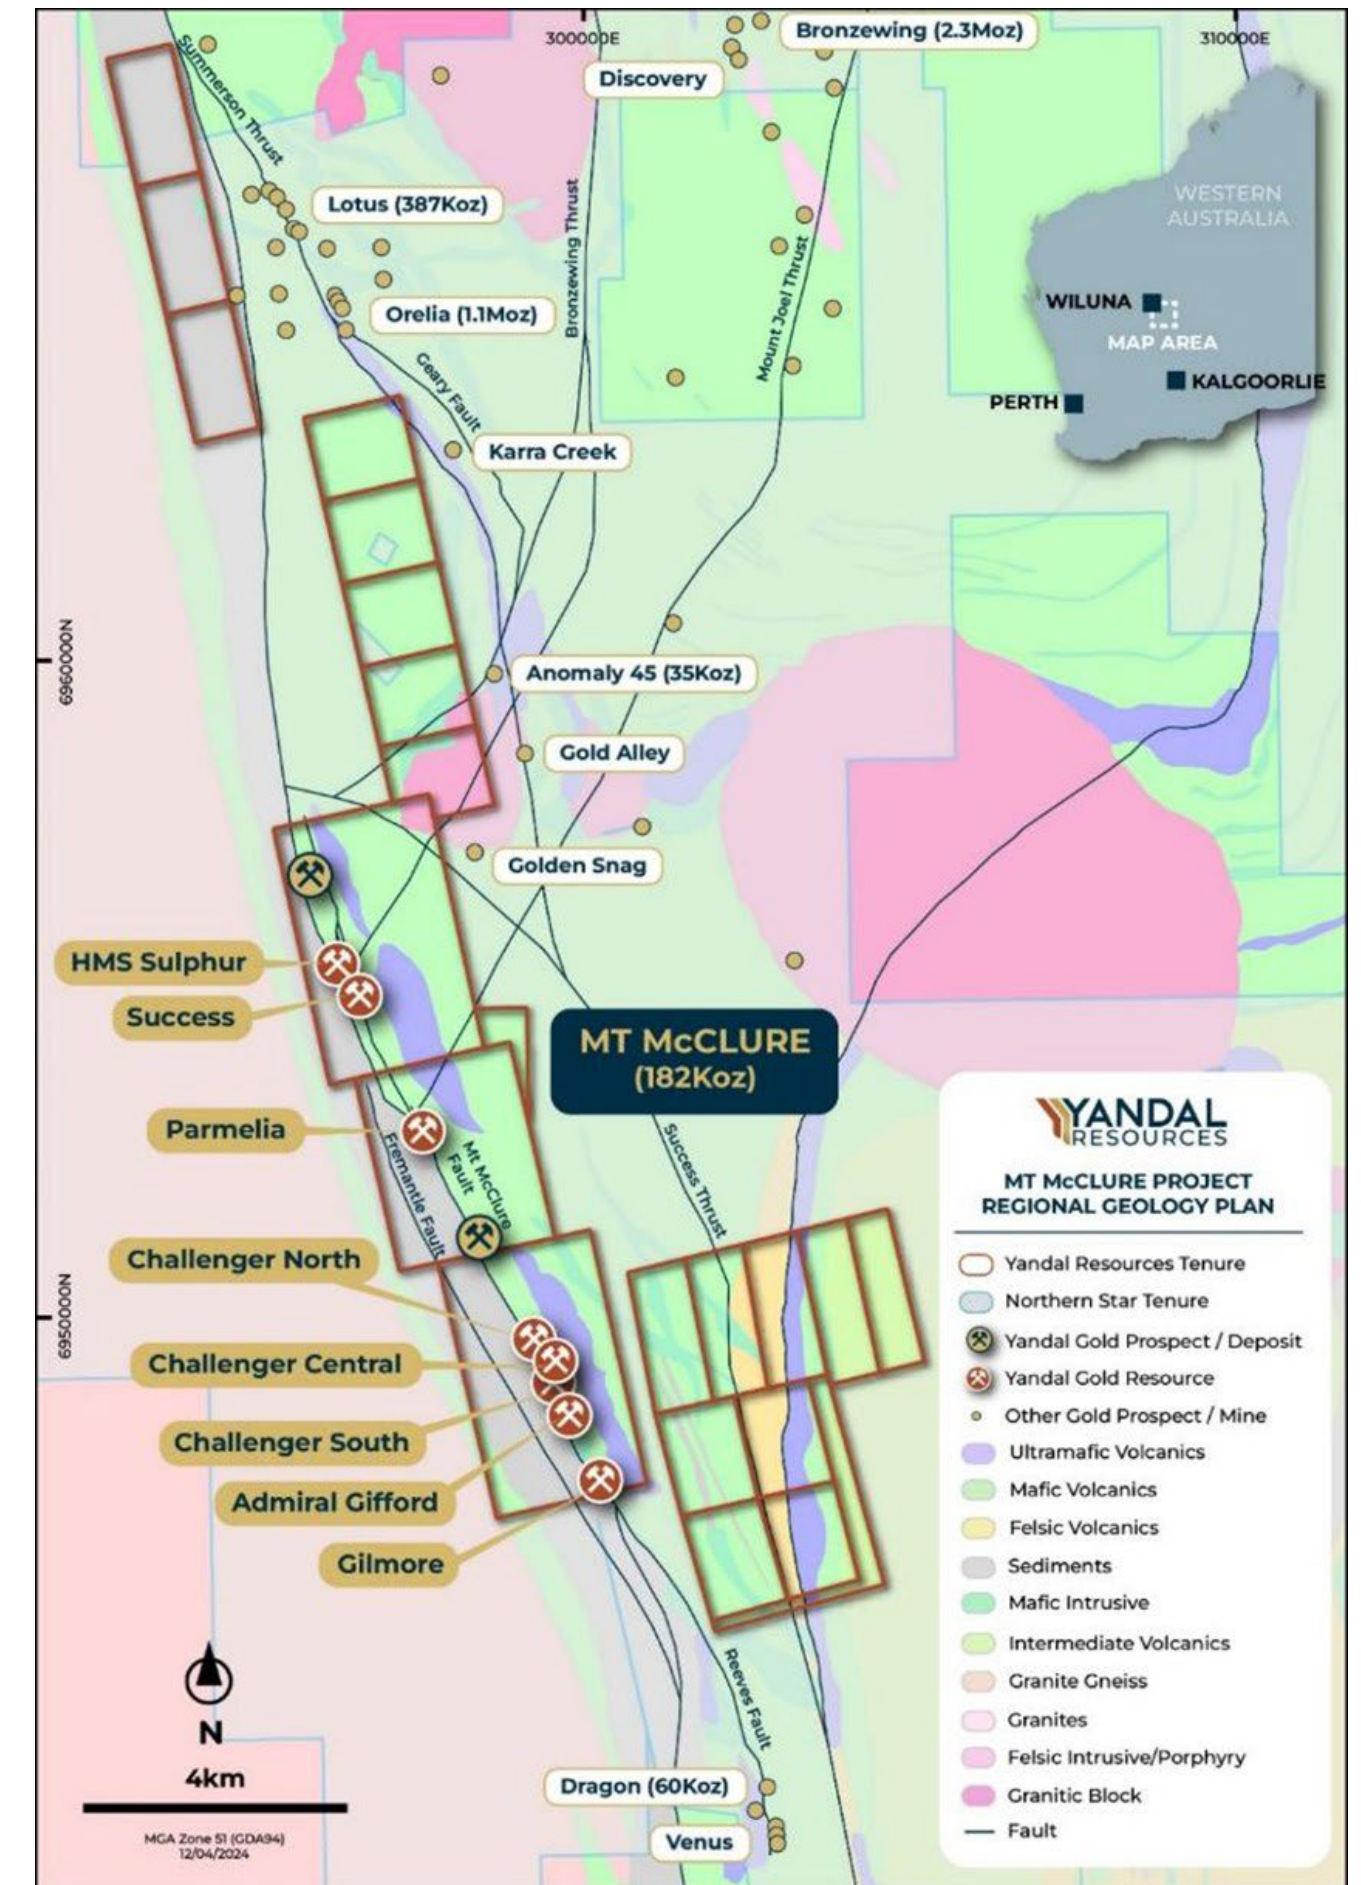 300000E
310000E
Bronzewing (2.3Moz)
Discovery
Summerson Thrust
Lotus (387Koz)
Bronzewing Thrust
Mount Joel Thrust
Orelia (1.1Moz)
Geary Fault
Karra Creek
WESTERN
AUSTRALIA
WILUNA
MAP AREA
KALGOORLIE
PERTH
6960000N
Anomaly 45 (35Koz)
Gold Alley
Golden Snag
HMS Sulphur
Success
MT McCLURE
(182Koz)
Parmelia
Fremantle Fault
Mt McClure
Fault
Success Thrust
Challenger North
6950000N
Challenger Central
Challenger South
Admiral Gifford
Gilmore
Reeves Fault
Dragon (60Koz)
Venus
N
4km
MGA Zone 51 (GDA94)
12/04/2024
YANDAL
RESOURCES
MT McCLURE PROJECT
REGIONAL GEOLOGY PLAN
Yandal Resources Tenure
Northern Star Tenure
Yandal Gold Prospect / Deposit
Yandal Gold Resource
Other Gold Prospect / Mine
Ultramafic Volcanics
Mafic Volcanics
Felsic Volcanics
Sediments
Mafic Intrusive
Intermediate Volcanics
Granite Gneiss
Granites
Felsic Intrusive/Porphyry
Granitic Block
Fault